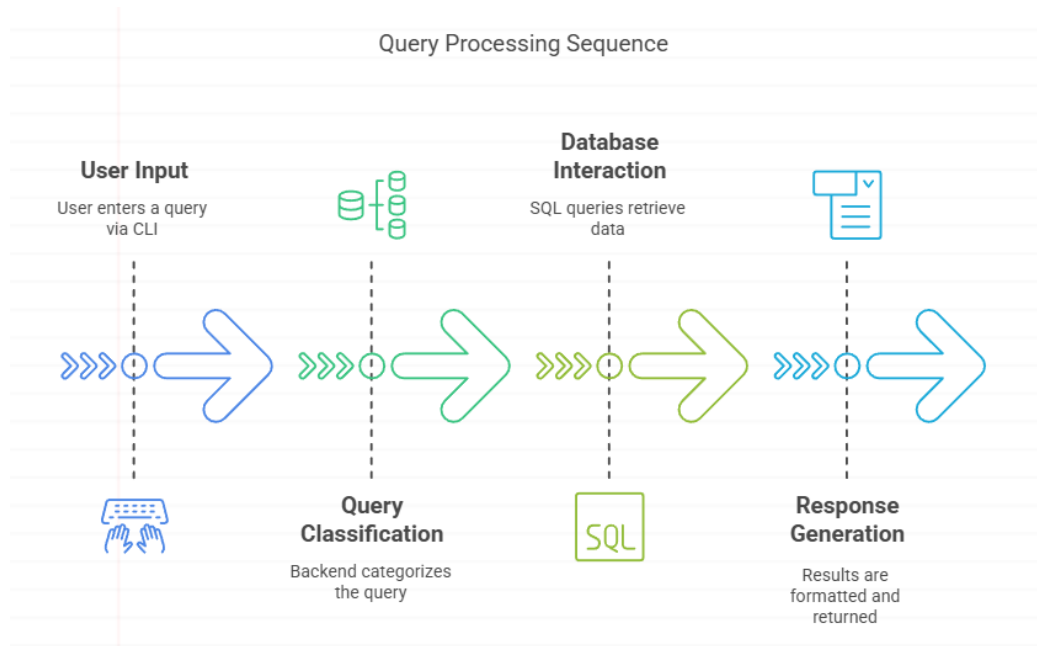 Query Processing Sequence
User Input
User enters a query
via CLI
Query
Classification
Backend categorizes
the query
Database
Interaction
SQL queries retrieve
data
SQL
Response
Generation
Results are
formatted and
returned